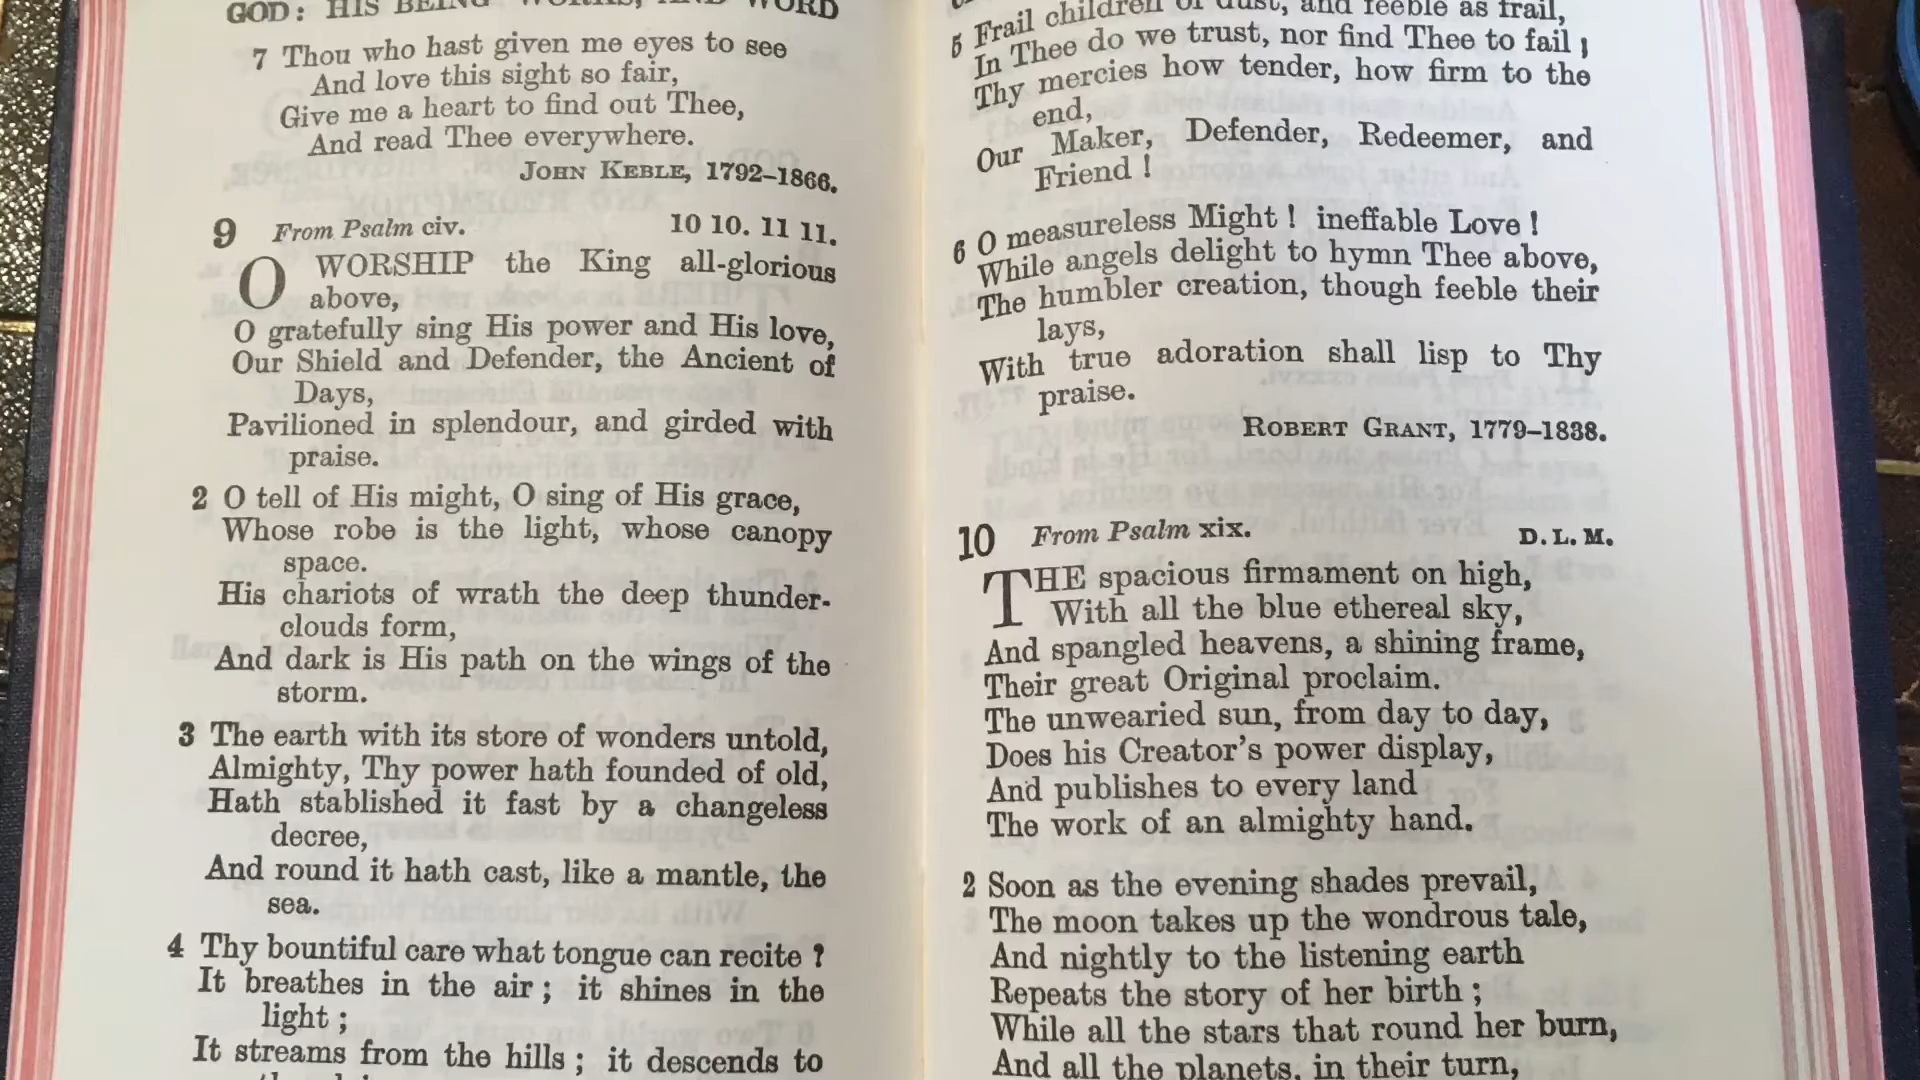 GOD: HIS BEING WORKS, AND WORD
7 Thou who hast given me eyes to see
And love this sight so fair,
Give me a heart to find out Thee,
And read Thee everywhere.
JOHN KEBLE, 1792–1866.
9 From Psalm civ. 10 10. 11 11.
O WORSHIP the King all-glorious
above,
O gratefully sing His power and His love,
Our Shield and Defender, the Ancient of
Days,
Pavilioned in splendour, and girded with
praise.
2 O tell of His might, O sing of His grace,
Whose robe is the light, whose canopy
space.
His chariots of wrath the deep thunder-
clouds form,
And dark is His path on the wings of the
storm.
3 The earth with its store of wonders untold,
Almighty, Thy power hath founded of old,
Hath stablished it fast by a changeless
decree,
And round it hath cast, like a mantle, the
sea.
4 Thy bountiful care what tongue can recite ?
It breathes in the air ; it shines in the
light ;
It streams from the hills ; it descends to
5 Frail children of dust, and feeble as frail,
In Thee do we trust, nor find Thee to fail ;
Thy mercies how tender, how firm to the
end,
Our Maker, Defender, Redeemer, and
Friend !
6 O measureless Might ! ineffable Love !
While angels delight to hymn Thee above,
The humbler creation, though feeble their
lays,
With true adoration shall lisp to Thy
praise.
ROBERT GRANT, 1779–1838.
10 From Psalm xix. D. L. M.
THE spacious firmament on high,
With all the blue ethereal sky,
And spangled heavens, a shining frame,
Their great Original proclaim.
The unwearied sun, from day to day,
Does his Creator's power display,
And publishes to every land
The work of an almighty hand.
2 Soon as the evening shades prevail,
The moon takes up the wondrous tale,
And nightly to the listening earth
Repeats the story of her birth ;
While all the stars that round her burn,
And all the planets, in their turn,